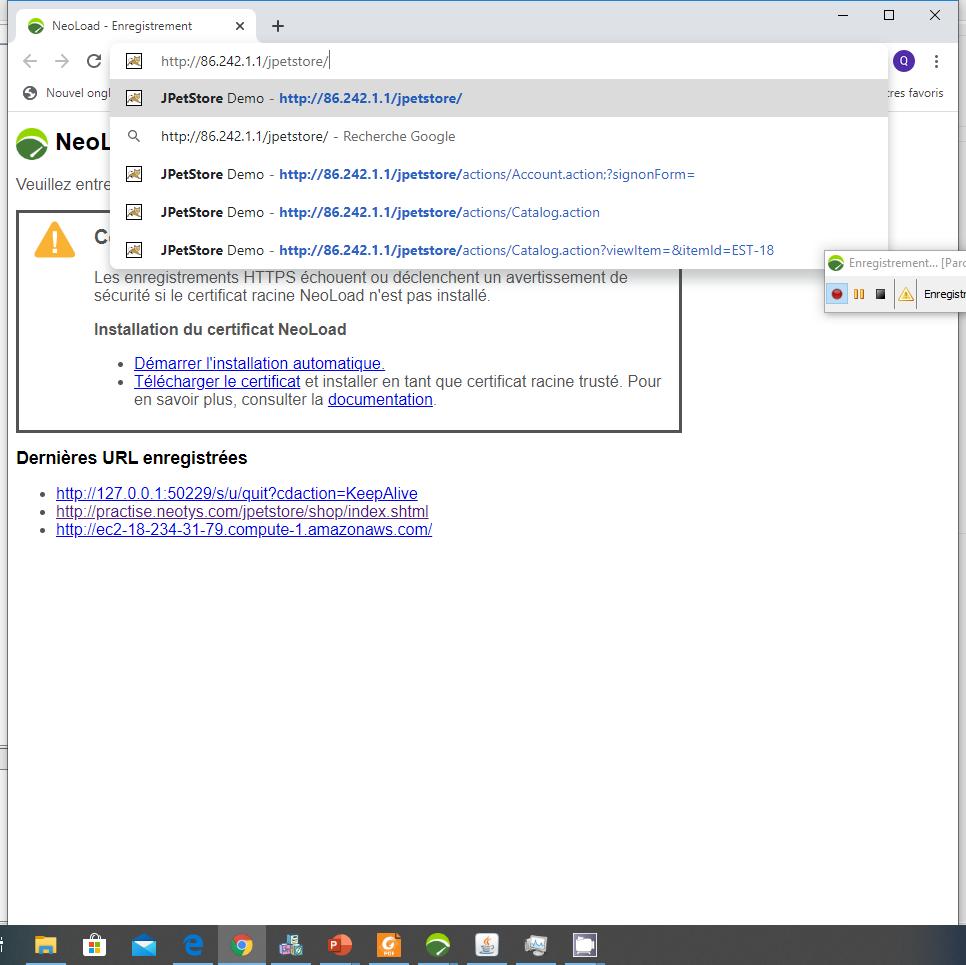 NeoLoad - Enregistrement
http://86.242.1.1/jpetstore/
Q
Nouvel ongl
tres favoris
JPetStore Demo - http://86.242.1.1/jpetstore/
http://86.242.1.1/jpetstore/ - Recherche Google
JPetStore Demo - http://86.242.1.1/jpetstore/actions/Account.action;?signonForm=
JPetStore Demo - http://86.242.1.1/jpetstore/actions/Catalog.action
JPetStore Demo - http://86.242.1.1/jpetstore/actions/Catalog.action?viewItem=&itemId=EST-18
NeoL
Veuillez entre
Enregistrement... [Parc
Enregistr
Les enregistrements HTTPS échouent ou déclenchent un avertissement de
sécurité si le certificat racine NeoLoad n'est pas installé.
Installation du certificat NeoLoad
• Démarrer l'installation automatique.
• Télécharger le certificat et installer en tant que certificat racine trusté. Pour
en savoir plus, consulter la documentation.
Dernières URL enregistrées
• http://127.0.0.1:50229/s/u/quit?cdaction=KeepAlive
• http://practise.neotys.com/jpetstore/shop/index.shtml
• http://ec2-18-234-31-79.compute-1.amazonaws.com/